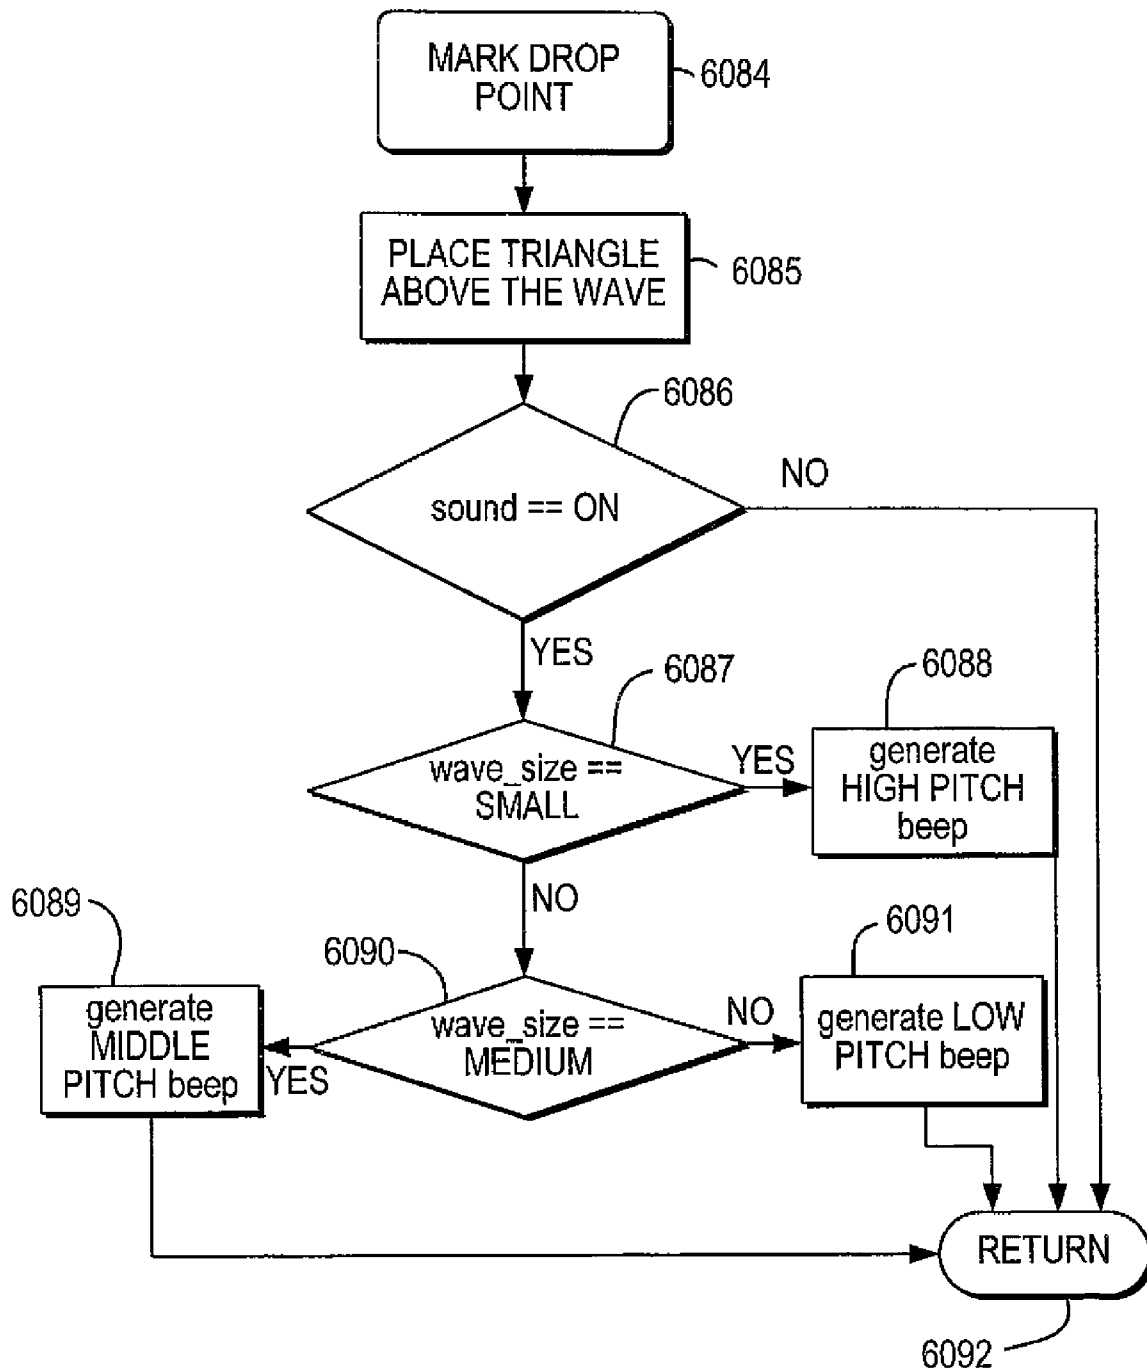 MARK DROP
POINT
6084
PLACE TRIANGLE
ABOVE THE WAVE
6085
6086
sound == ON
NO
YES
6087
wave_size ==
SMALL
YES
6088
generate
HIGH PITCH
beep
NO
6089
generate
MIDDLE
PITCH beep
YES
6090
wave_size ==
MEDIUM
NO
6091
generate LOW
PITCH beep
RETURN
6092